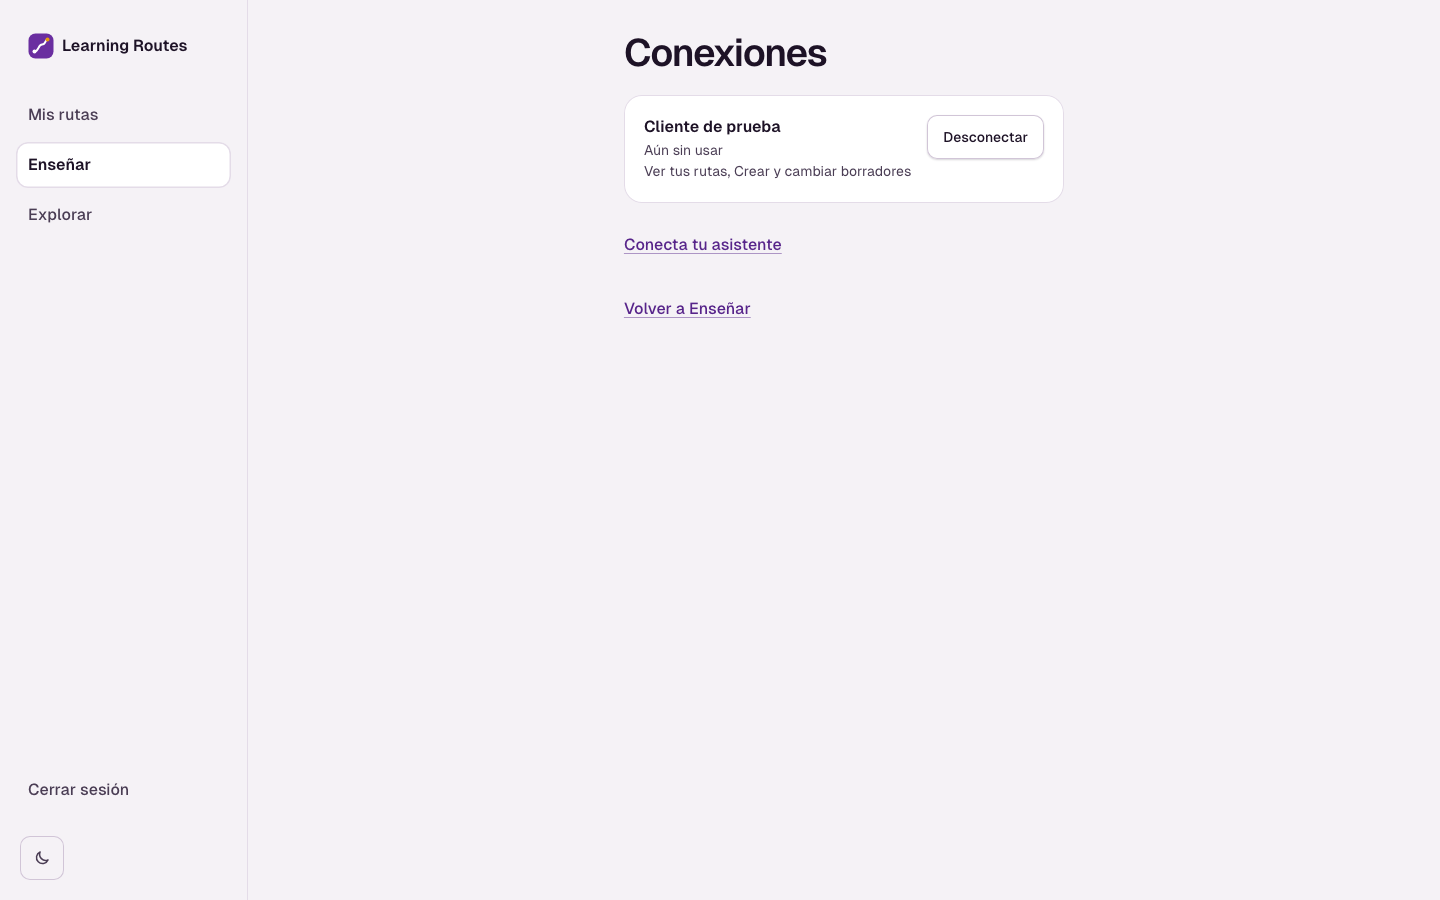 Learning Routes
Mis rutas
Enseñar
Explorar
Cerrar sesión
Conexiones
Cliente de prueba
Aún sin usar
Ver tus rutas, Crear y cambiar borradores
Desconectar
Conecta tu asistente
Volver a Enseñar